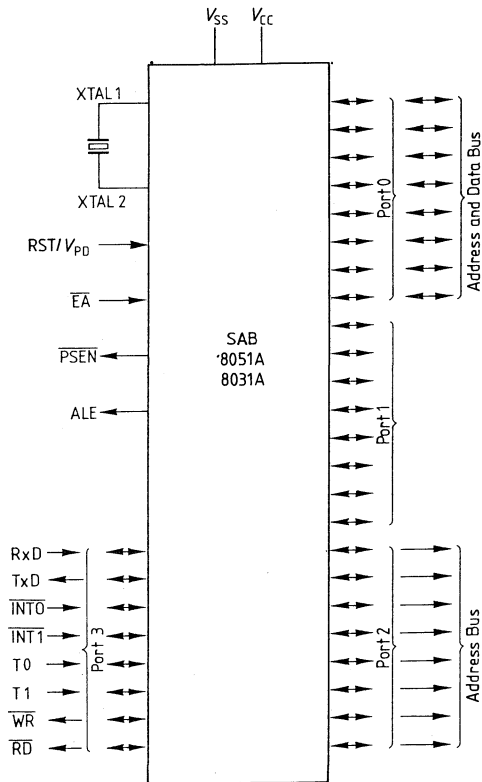 VSS VCC
XTAL 1
XTAL 2
RST/VPD
EA
PSEN
ALE
SAB
8051A
8031A
Port 0
Address and Data Bus
Port 1
RxD
TxD
INT0
INT1
T0
T1
WR
RD
Port 3
Port 2
Address Bus